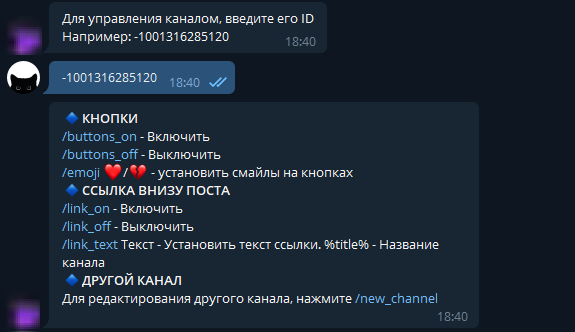 Для управления каналом, введите его ID
Например: -1001316285120
18:40
-1001316285120
18:40
КНОПКИ
/buttons_on - Включить
/buttons_off - Выключить
/emoji ❤️/💔 - установить смайлы на кнопках
ССЫЛКА ВНИЗУ ПОСТА
/link_on - Включить
/link_off - Выключить
/link_text Текст - Установить текст ссылки. %title% - Название
канала
ДРУГОЙ КАНАЛ
Для редактирования другого канала, нажмите /new_channel
18:40